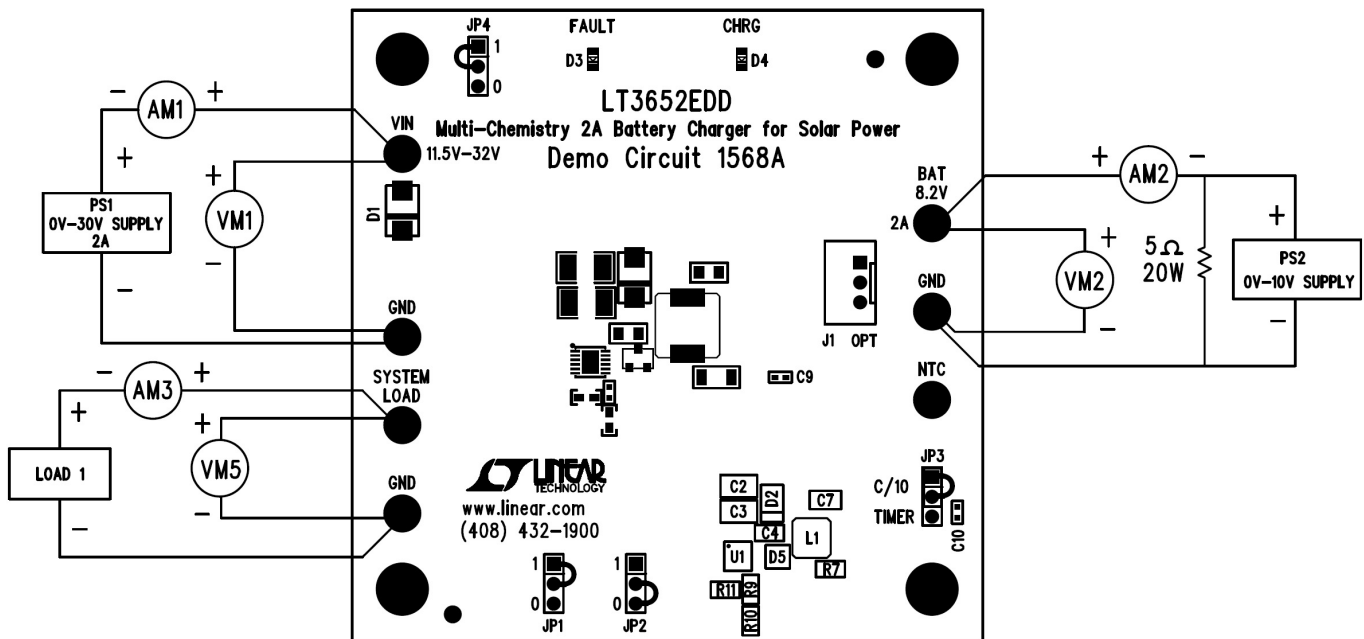 JP4
1
0
FAULT
D3
CHRG
D4
LT3652EDD
Multi-Chemistry 2A Battery Charger for Solar Power
Demo Circuit 1568A
- AM1 +
VIN
11.5V-32V
+
PS1
0V-30V SUPPLY
2A
-
+
VM1
-
D1
GND
SYSTEM
LOAD
- AM3 +
+
LOAD 1
-
+
VM5
-
GND
BAT
8.2V
2A
+ AM2 -
+
VM2
-
5Ω
20W
+
PS2
0V-10V SUPPLY
-
GND
J1 OPT
NTC
C9
JP3
C/10
TIMER
C10
LINEAR
TECHNOLOGY
www.linear.com
(408) 432-1900
C2
C3
D2
C4
C7
U1
D5
L1
R7
R11
R9
R10
1
0
JP1
1
0
JP2